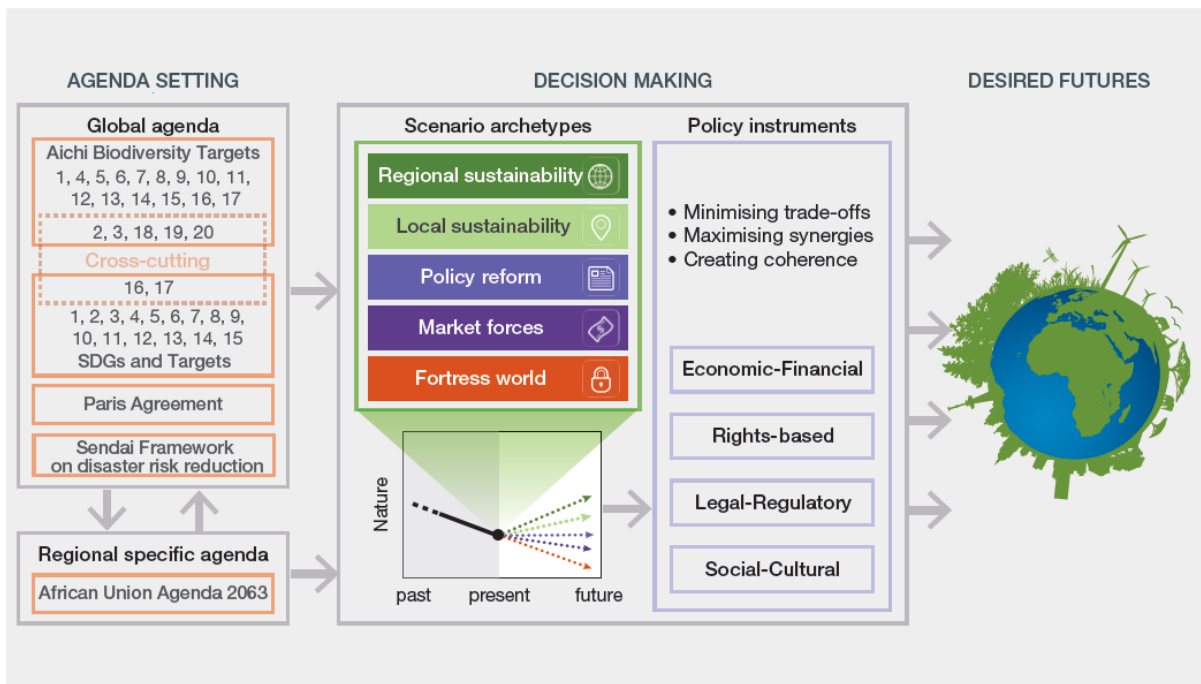 AGENDA SETTING
Global agenda
Aichi Biodiversity Targets
1, 4, 5, 6, 7, 8, 9, 10, 11,
12, 13, 14, 15, 16, 17
2, 3, 18, 19, 20
Cross-cutting
16, 17
1, 2, 3, 4, 5, 6, 7, 8, 9,
10, 11, 12, 13, 14, 15
SDGs and Targets
Paris Agreement
Sendai Framework
on disaster risk reduction
Regional specific agenda
African Union Agenda 2063
DECISION MAKING
Scenario archetypes
Regional sustainability
Local sustainability
Policy reform
Market forces
Fortress world
Nature
past present future
Policy instruments
• Minimising trade-offs
• Maximising synergies
• Creating coherence
Economic-Financial
Rights-based
Legal-Regulatory
Social-Cultural
DESIRED FUTURES